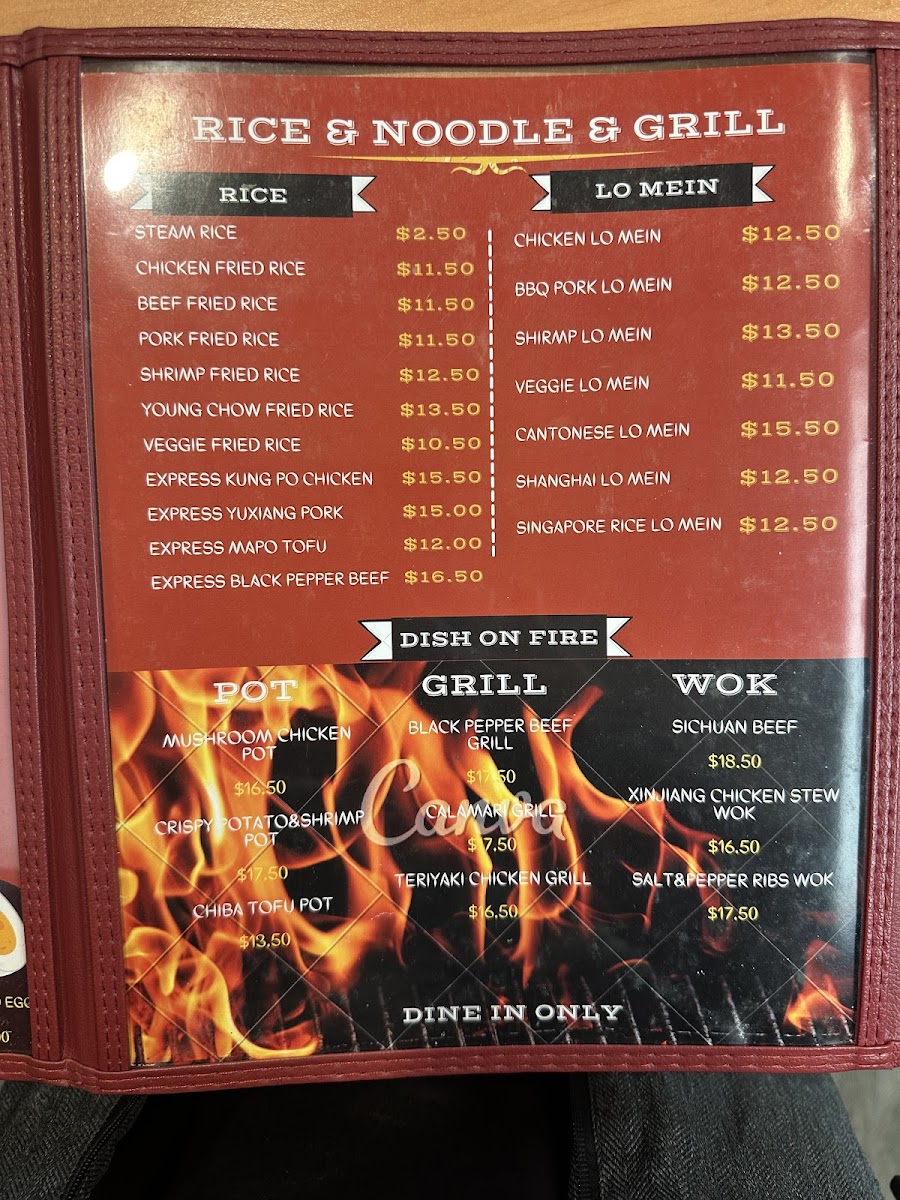 RICE & NOODLE & GRILL
RICE
STEAM RICE $2.50
CHICKEN FRIED RICE $11.50
BEEF FRIED RICE $11.50
PORK FRIED RICE $11.50
SHRIMP FRIED RICE $12.50
YOUNG CHOW FRIED RICE $13.50
VEGGIE FRIED RICE $10.50
EXPRESS KUNG PO CHICKEN $15.50
EXPRESS YUXIANG PORK $15.00
EXPRESS MAPO TOFU $12.00
EXPRESS BLACK PEPPER BEEF $16.50
LO MEIN
CHICKEN LO MEIN $12.50
BBQ PORK LO MEIN $12.50
SHIRMP LO MEIN $13.50
VEGGIE LO MEIN $11.50
CANTONESE LO MEIN $15.50
SHANGHAI LO MEIN $12.50
SINGAPORE RICE LO MEIN $12.50
DISH ON FIRE
POT
MUSHROOM CHICKEN
POT
$16.50
CRISPY POTATO&SHRIMP
POT
$17.50
CHIBA TOFU POT
$13.50
GRILL
BLACK PEPPER BEEF
GRILL
$17.50
CALAMARI GRILL
$17.50
TERIYAKI CHICKEN GRILL
$16.50
WOK
SICHUAN BEEF
$18.50
XINJIANG CHICKEN STEW
WOK
$16.50
SALT&PEPPER RIBS WOK
$17.50
Canva
DINE IN ONLY